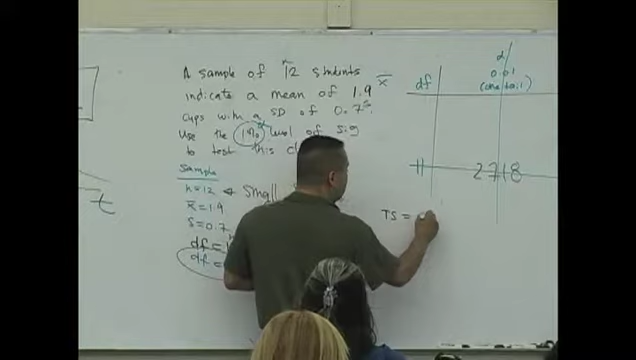 A sample of 12 students
indicate a mean of 1.9 x̄
cups with a SD of 0.7 s.
Use the 1% level of sig
to test this
Sample
n=12 ← Small
x̄=1.9
s=0.7
df=
df=
t
df
α
0.01
(one tail)
11
2.718
TS =